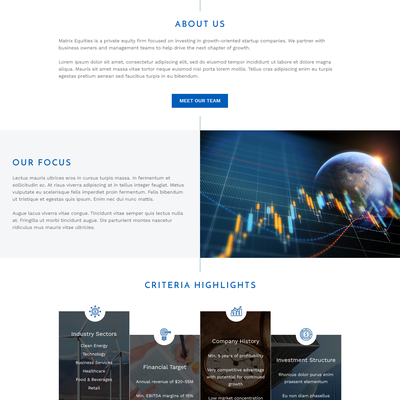 ABOUT US
Matrix Equities is a private equity firm focused on investing in growth-oriented startup companies. We partner with
business owners and management teams to help drive the next chapter of growth.
Lorem ipsum dolor sit amet, consectetur adipiscing elit, sed do eiusmod tempor incididunt ut labore et dolore magna
aliqua. Mauris sit amet massa vitae tortor neque euismod nisi porta lorem mollis. Tellus cras adipiscing enim eu turpis
egestas pretium aenean sed faucibus turpis in eu bibendum.
MEET OUR TEAM
OUR FOCUS
Lectus mauris ultrices eros in cursus turpis massa. In fermentum et
sollicitudin ac. At risus viverra adipiscing at in tellus integer feugiat. Metus
vulputate eu scelerisque felis imperdiet proin fermentum. Felis bibendum
ut tristique et egestas quis ipsum. Enim nec dui nunc mattis.
Augue lacus viverra vitae congue. Tincidunt vitae semper quis lectus nulla
at. Fringilla urna porttitor rhoncus dolor. Dis parturient montes nascetur
ridiculus mus mauris vitae ultricies.
CRITERIA HIGHLIGHTS
Industry Sectors
Clean Energy
Technology
Business Services
Healthcare
Food & Beverages
Retail
Financial Target
Annual revenue of $20-55M
Min. EBITDA margins of 15%
Company History
Min. 5 years of profitability
Very competitive advantage
with potential for continued
growth
Low market concentration
Investment Structure
Rhoncus dolor purus enim
praesent elementum
Eu non diam phasellus